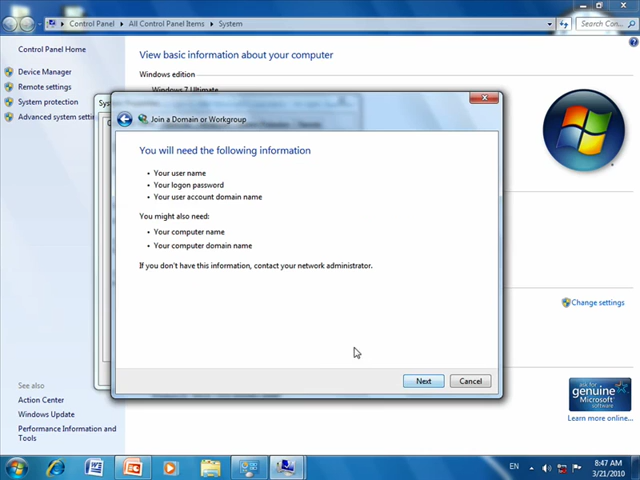 Control Panel ▸ All Control Panel Items ▸ System
Search Con...
Control Panel Home
Device Manager
Remote settings
System protection
Advanced system setti
View basic information about your computer
Windows edition
Windows 7 Ultimate
Join a Domain or Workgroup
You will need the following information
• Your user name
• Your logon password
• Your user account domain name
You might also need:
• Your computer name
• Your computer domain name
If you don't have this information, contact your network administrator.
Next
Cancel
Change settings
ask for
genuine
Microsoft
software
Learn more online...
See also
Action Center
Windows Update
Performance Information and
Tools
EN
8:47 AM
3/21/2010